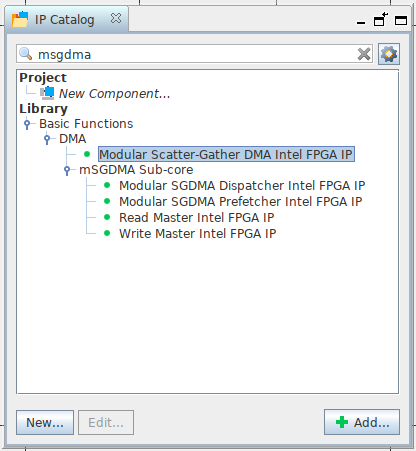 IP Catalog
msgdma
Project
New Component...
Library
Basic Functions
DMA
Modular Scatter-Gather DMA Intel FPGA IP
mSGDMA Sub-core
Modular SGDMA Dispatcher Intel FPGA IP
Modular SGDMA Prefetcher Intel FPGA IP
Read Master Intel FPGA IP
Write Master Intel FPGA IP
New... Edit... Add...